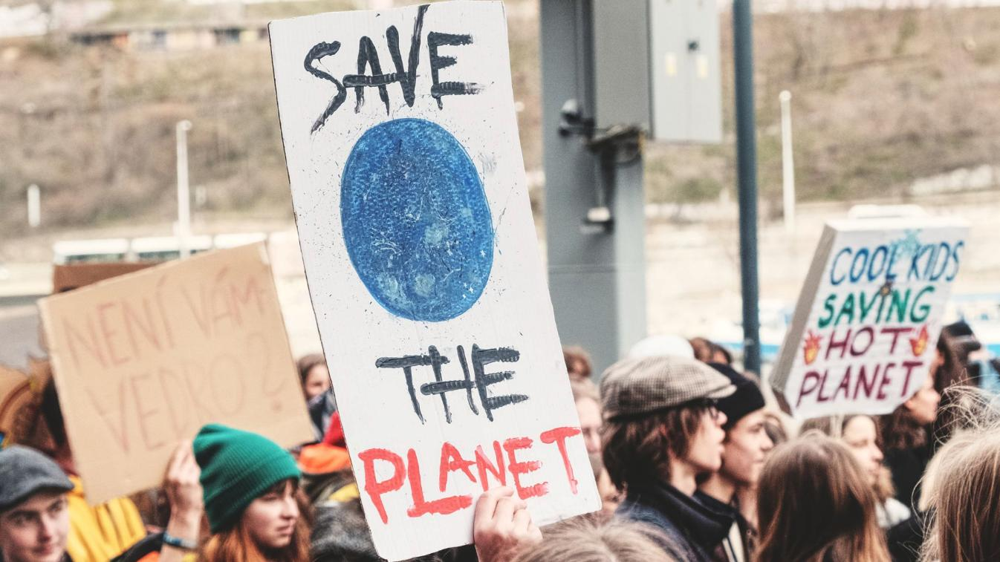 SAVE
THE
PLANET
NENÍ VÁM
VEDRO?
COOL KIDS
SAVING
HOT
PLANET